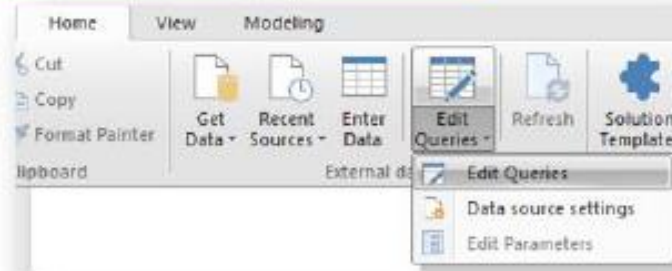 Home View Modeling
Cut
Copy
Format Painter
Get Data
Recent Sources
Enter Data
Edit Queries
Refresh
Solution Template
lipboard
External da
Edit Queries
Data source settings
Edit Parameters